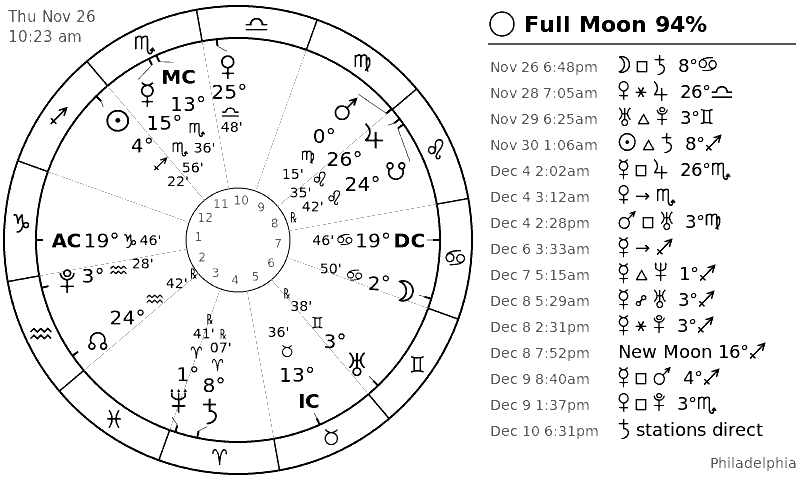 Thu Nov 26
10:23 am
♏ ♎ ♍ ♐ ♌ ♑ ♋ ♒ ♊ ♓ ♈ ♉
MC
☿ 15° ♏ 56'
13° ♏ 36'
♀ 25° ♎ 48'
☉ 4° ♐ 22'
♂ 0° ♍ 15'
♃ 26° ♌ 35'
☋ 24° ♌ 42' ℞
AC 19° ♑ 46'
46' ♋ 19° DC
♇ 3° ♒ 28'
50' ♋ 2° ☽
☊ 24° ♒ 42' ℞
♆ 1° ♈ 41' ℞
♄ 8° ♈ 07' ℞
IC 13° ♉ 36'
♅ 3° ♊ 38' ℞
1 2 3 4 5 6 7 8 9 10 11 12
Full Moon 94%
Nov 26 6:48pm ☽ □ ♄ 8°♋
Nov 28 7:05am ♀ ⚹ ♃ 26°♎
Nov 29 6:25am ♅ △ ♇ 3°♊
Nov 30 1:06am ☉ △ ♄ 8°♐
Dec 4 2:02am ☿ □ ♃ 26°♏
Dec 4 3:12am ♀ → ♏
Dec 4 2:28pm ♂ □ ♅ 3°♍
Dec 6 3:33am ☿ → ♐
Dec 7 5:15am ☿ △ ♆ 1°♐
Dec 8 5:29am ☿ ☍ ♅ 3°♐
Dec 8 2:31pm ☿ ⚹ ♇ 3°♐
Dec 8 7:52pm New Moon 16°♐
Dec 9 8:40am ☿ □ ♂ 4°♐
Dec 9 1:37pm ♀ □ ♇ 3°♏
Dec 10 6:31pm ♄ stations direct
Philadelphia